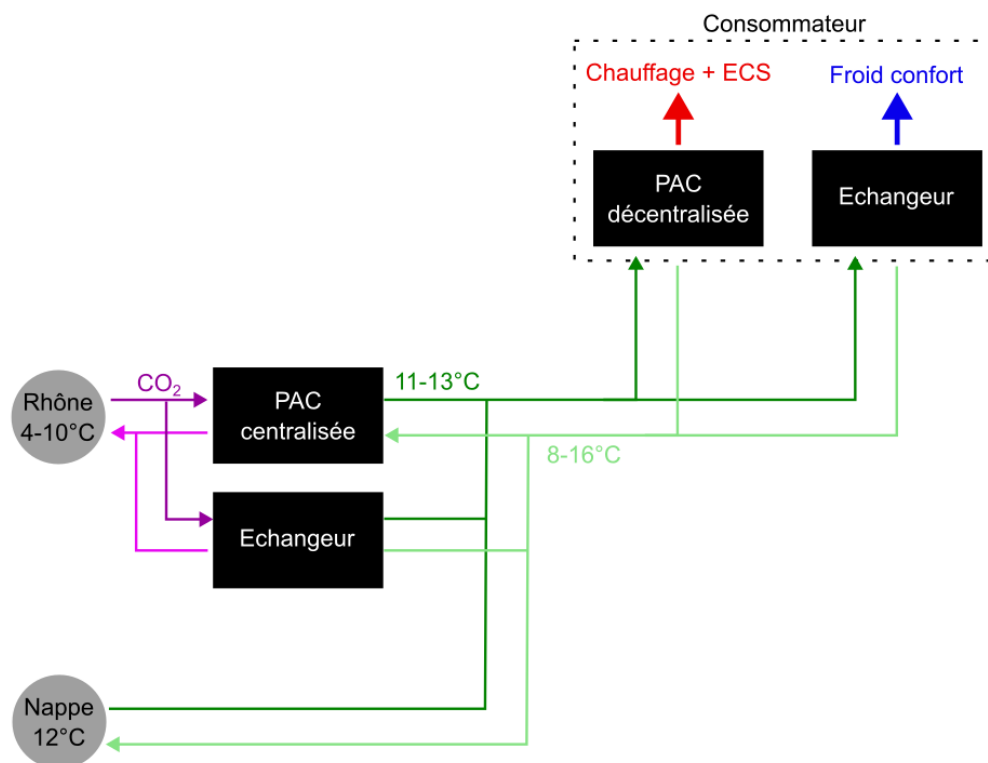 Consommateur
Chauffage + ECS
Froid confort
PAC
décentralisée
Echangeur
CO₂
11-13°C
Rhône
4-10°C
PAC
centralisée
8-16°C
Echangeur
Nappe
12°C